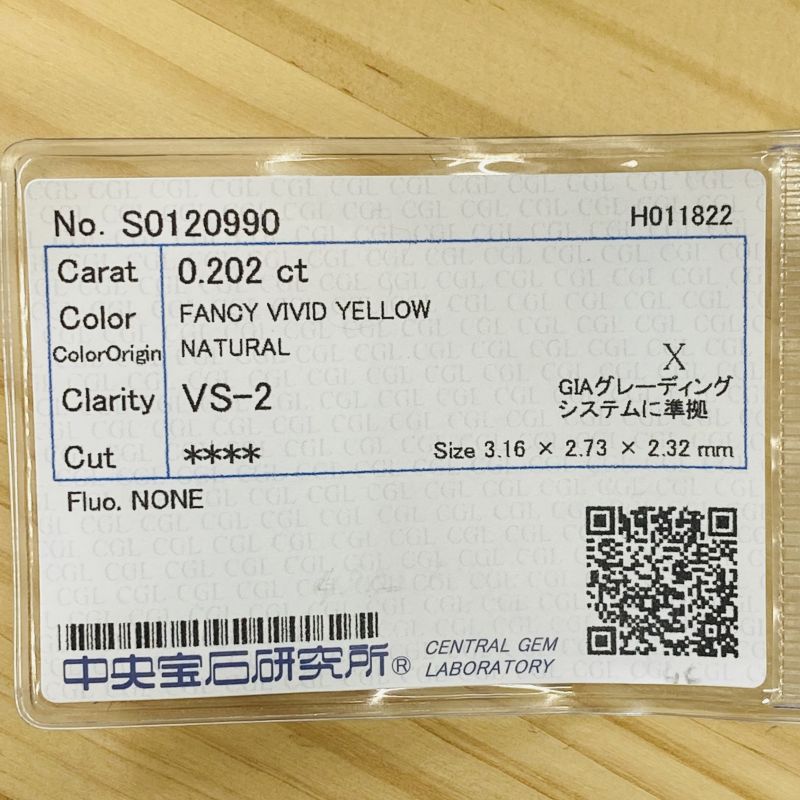 No. S0120990 H011822
Carat 0.202 ct
Color FANCY VIVID YELLOW
ColorOrigin NATURAL
X
Clarity VS-2
GIAグレーディング
システムに準拠
Cut ****
Size 3.16 × 2.73 × 2.32 mm
Fluo. NONE
中央宝石研究所® CENTRAL GEM
LABORATORY